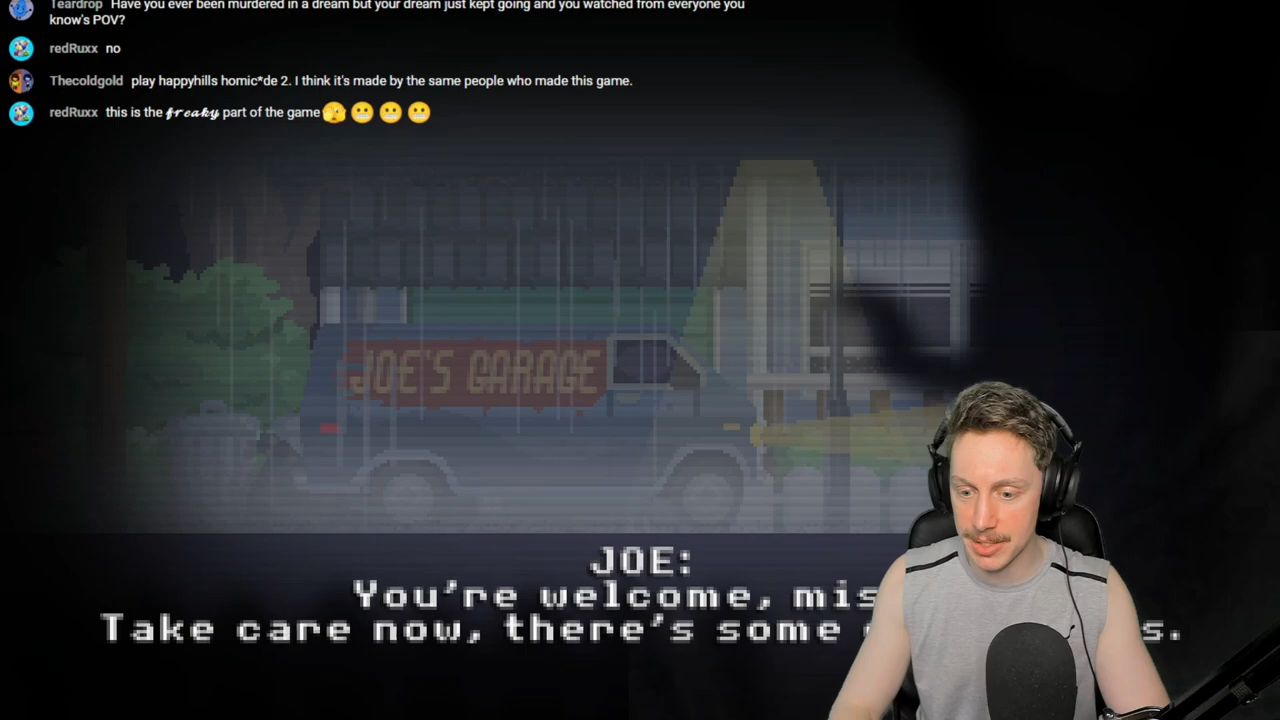 Teardrop Have you ever been murdered in a dream but your dream just kept going and you watched from everyone you
know's POV?
redRuxx no
Thecoldgold play happyhills homic*de 2. I think it's made by the same people who made this game.
redRuxx this is the 𝒻𝓇𝑒𝒶𝓀𝓎 part of the game 🫣 😬 😬 😬
JOE'S GARAGE
JOE:
You're welcome, mis
Take care now, there's some s.